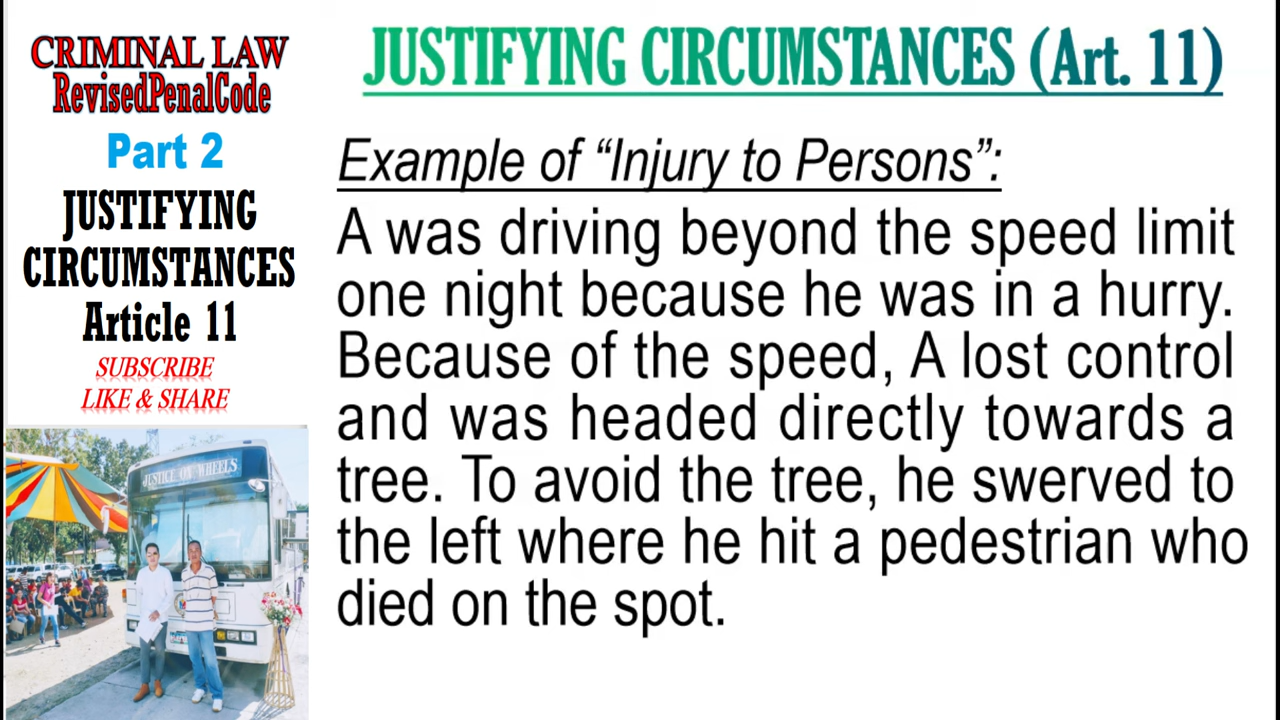 CRIMINAL LAW
RevisedPenalCode
Part 2
JUSTIFYING
CIRCUMSTANCES
Article 11
SUBSCRIBE
LIKE & SHARE
JUSTICE ON WHEELS
JUSTIFYING CIRCUMSTANCES (Art. 11)
Example of “Injury to Persons”:
A was driving beyond the speed limit
one night because he was in a hurry.
Because of the speed, A lost control
and was headed directly towards a
tree. To avoid the tree, he swerved to
the left where he hit a pedestrian who
died on the spot.